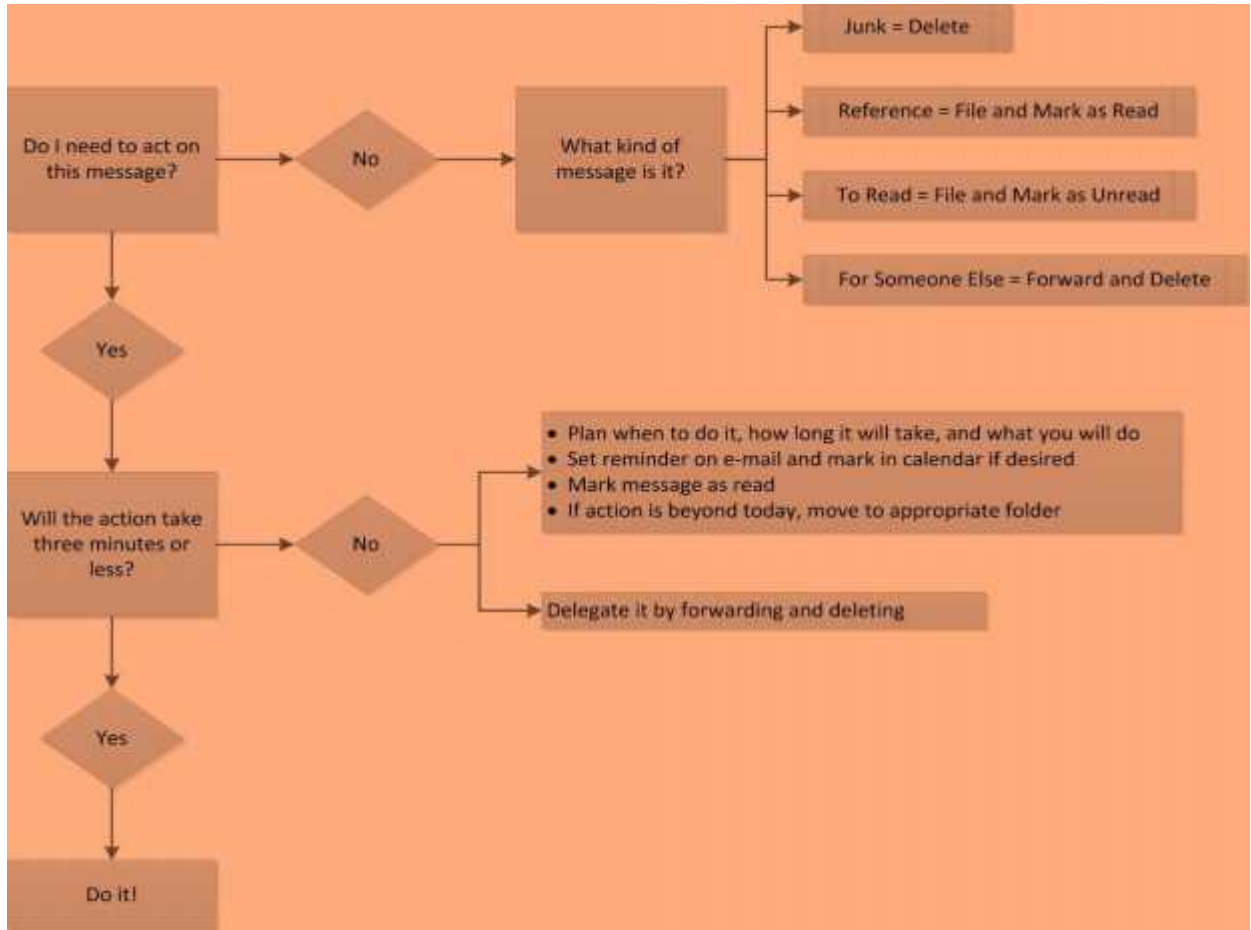 Junk = Delete
Do I need to act on
this message?
No
What kind of
message is it?
Reference = File and Mark as Read
To Read = File and Mark as Unread
For Someone Else = Forward and Delete
Yes
Will the action take
three minutes or
less?
No
• Plan when to do it, how long it will take, and what you will do
• Set reminder on e-mail and mark in calendar if desired
• Mark message as read
• If action is beyond today, move to appropriate folder
Delegate it by forwarding and deleting
Yes
Do it!